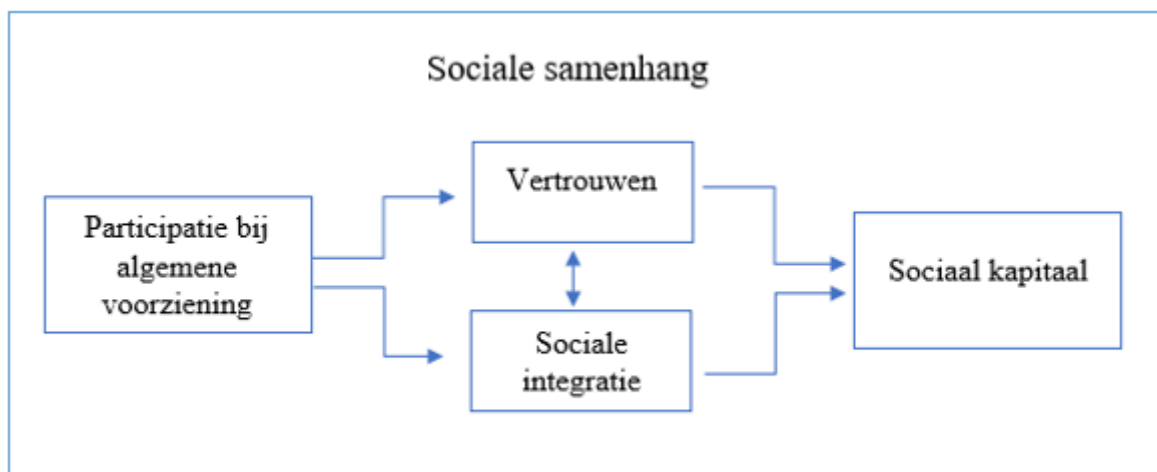 Sociale samenhang
Vertrouwen
Participatie bij
algemene
voorziening
Sociaal kapitaal
Sociale
integratie